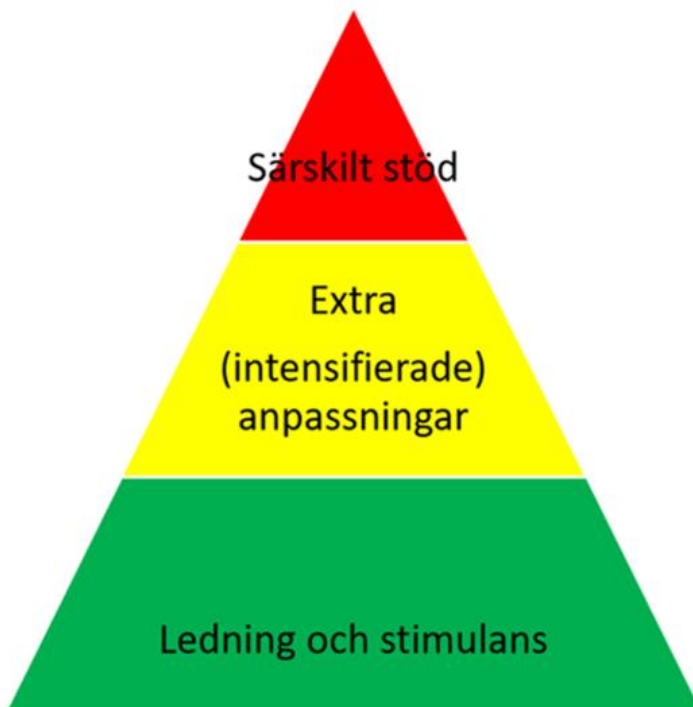 Särskilt stöd
Extra
(intensifierade)
anpassningar
Ledning och stimulans